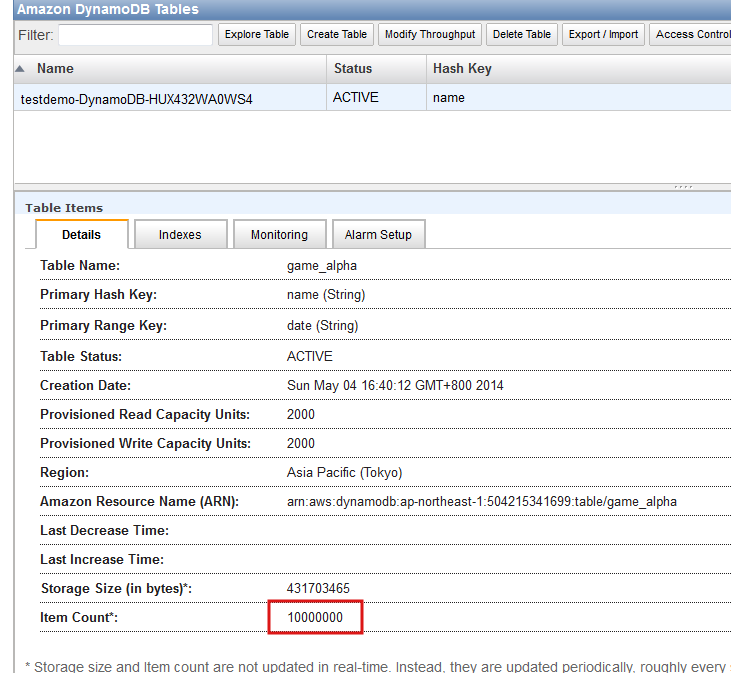 Amazon DynamoDB Tables
Filter: Explore Table Create Table Modify Throughput Delete Table Export / Import Access Control
Name Status Hash Key
testdemo-DynamoDB-HUX432WA0WS4 ACTIVE name
Table Items
Details Indexes Monitoring Alarm Setup
Table Name: game_alpha
Primary Hash Key: name (String)
Primary Range Key: date (String)
Table Status: ACTIVE
Creation Date: Sun May 04 16:40:12 GMT+800 2014
Provisioned Read Capacity Units: 2000
Provisioned Write Capacity Units: 2000
Region: Asia Pacific (Tokyo)
Amazon Resource Name (ARN): arn:aws:dynamodb:ap-northeast-1:504215341699:table/game_alpha
Last Decrease Time:
Last Increase Time:
Storage Size (in bytes)*: 431703465
Item Count*: 10000000
* Storage size and Item count are not updated in real-time. Instead, they are updated periodically, roughly every